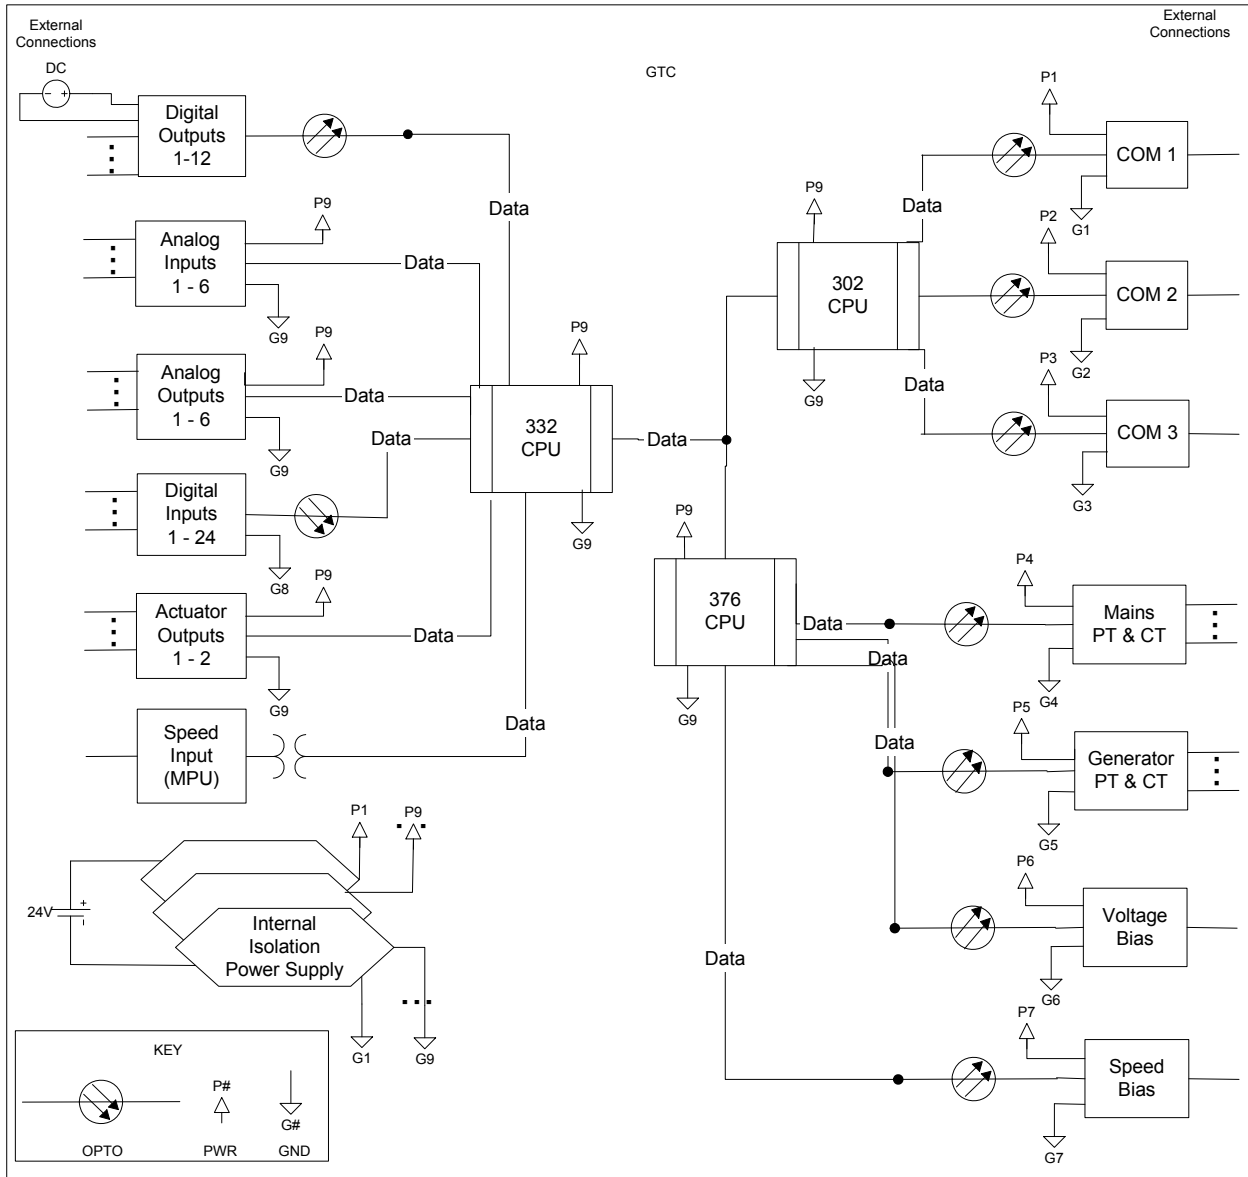 External
Connections
External
Connections
GTC
DC
- +
Digital
Outputs
1-12
Data
P9
Analog
Inputs
1 - 6
Data
G9
P9
Analog
Outputs
1 - 6
Data
G9
Digital
Inputs
1 - 24
Data
G8
P9
Actuator
Outputs
1 - 2
Data
G9
Speed
Input
(MPU)
Data
P9
332
CPU
G9
Data
P9
302
CPU
G9
Data
Data
P1
COM 1
G1
P2
COM 2
G2
P3
COM 3
G3
P9
376
CPU
G9
Data
Data
Data
Data
P4
Mains
PT & CT
G4
P5
Generator
PT & CT
G5
P6
Voltage
Bias
G6
P7
Speed
Bias
G7
P1
P9
24V
+
-
Internal
Isolation
Power Supply
G1
G9
KEY
P#
G#
OPTO
PWR
GND